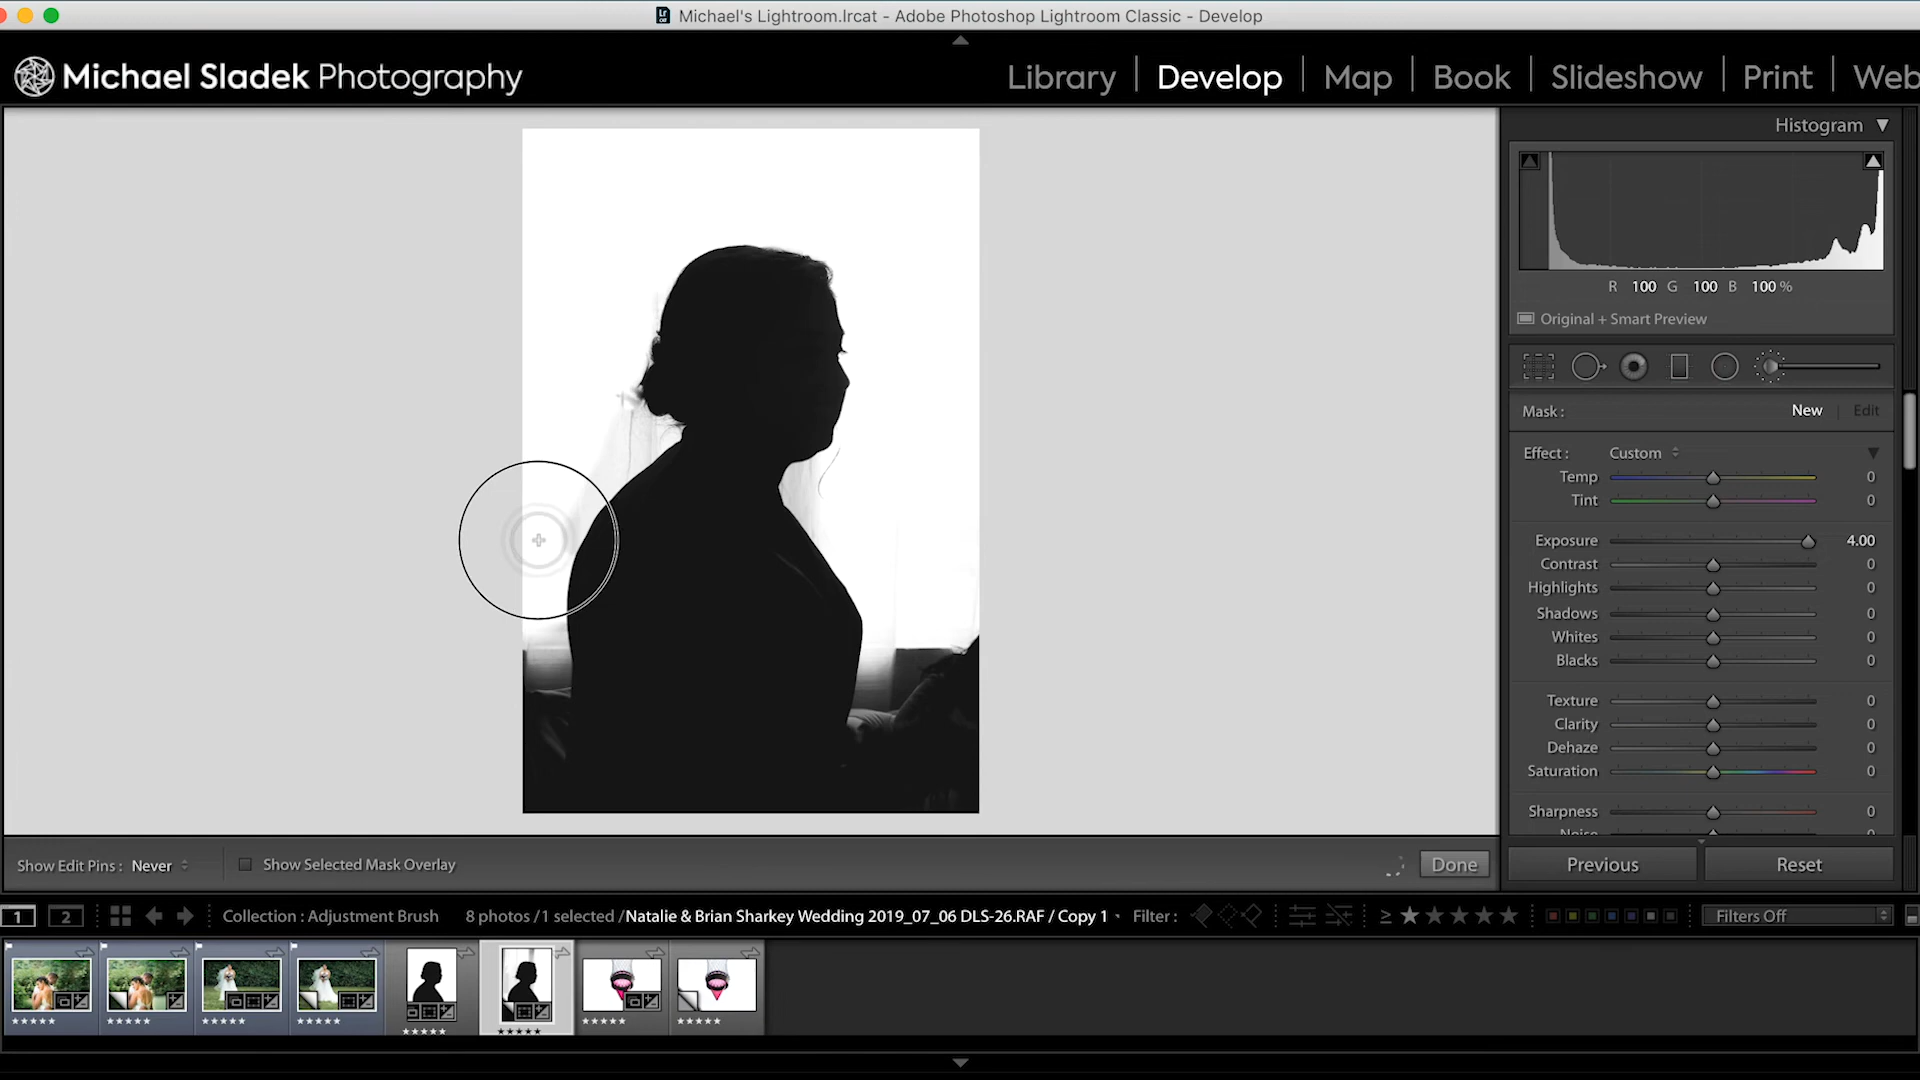 Lr
Michael's Lightroom.lrcat - Adobe Photoshop Lightroom Classic - Develop
Michael Sladek Photography
Library | Develop | Map | Book | Slideshow | Print | Web
Histogram
R 100 G 100 B 100 %
Original + Smart Preview
Mask : New | Edit
Effect : Custom
Temp 0
Tint 0
Exposure 4.00
Contrast 0
Highlights 0
Shadows 0
Whites 0
Blacks 0
Texture 0
Clarity 0
Dehaze 0
Saturation 0
Sharpness 0
Noise 0
Show Edit Pins : Never Show Selected Mask Overlay Done Previous Reset
1 2 Collection : Adjustment Brush 8 photos / 1 selected / Natalie & Brian Sharkey Wedding 2019_07_06 DLS-26.RAF / Copy 1 Filter : ≥ ★★★★★ Filters Off